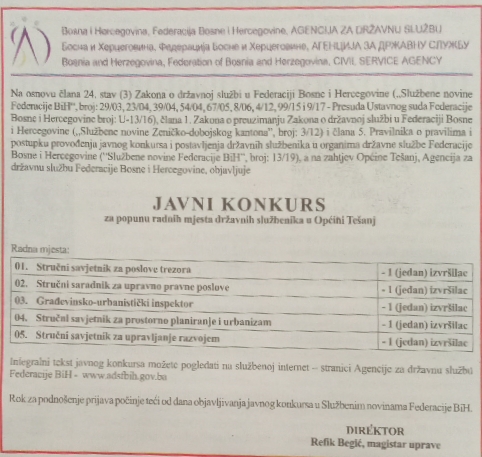 Bosna i Hercegovina, Federacija Bosne i Hercegovine, AGENCIJA ZA DRŽAVNU SLUŽBU
Босна и Херцеговина, Федерација Босне и Херцеговине, АГЕНЦИЈА ЗА ДРЖАВНУ СЛУЖБУ
Bosnia and Herzegovina, Federation of Bosnia and Herzegovina, CIVIL SERVICE AGENCY
Na osnovu člana 24. stav (3) Zakona o državnoj službi u Federaciji Bosne i Hercegovine („Službene novine
Federacije BiH“, broj: 29/03, 23/04, 39/04, 54/04, 67/05, 8/06, 4/12, 99/15 i 9/17 - Presuda Ustavnog suda Federacije
Bosne i Hercegovine broj: U-13/16), člana 1. Zakona o preuzimanju Zakona o državnoj službi u Federaciji Bosne
i Hercegovine („Službene novine Zeničko-dobojskog kantona”, broj: 3/12) i člana 5. Pravilnika o pravilima i
postupku provođenja javnog konkursa i postavljenja državnih službenika u organima državne službe Federacije
Bosne i Hercegovine (“Službene novine Federacije BiH”, broj: 13/19), a na zahtjev Općine Tešanj, Agencija za
državnu službu Federacije Bosne i Hercegovine, objavljuje
JAVNI KONKURS
za popunu radnih mjesta državnih službenika u Općini Tešanj
Radna mjesta:
01. Stručni savjetnik za poslove trezora - 1 (jedan) izvršilac
02. Stručni saradnik za upravno pravne poslove - 1 (jedan) izvršilac
03. Građevinsko-urbanistički inspektor - 1 (jedan) izvršilac
04. Stručni savjetnik za prostorno planiranje i urbanizam - 1 (jedan) izvršilac
05. Stručni savjetnik za upravljanje razvojem - 1 (jedan) izvršilac
Integralni tekst javnog konkursa možete pogledati na službenoj internet – stranici Agencije za državnu službu
Federacije BiH - www.adsfbih.gov.ba
Rok za podnošenje prijava počinje teći od dana objavljivanja javnog konkursa u Službenim novinama Federacije BiH.
DIREKTOR
Refik Begić, magistar uprave